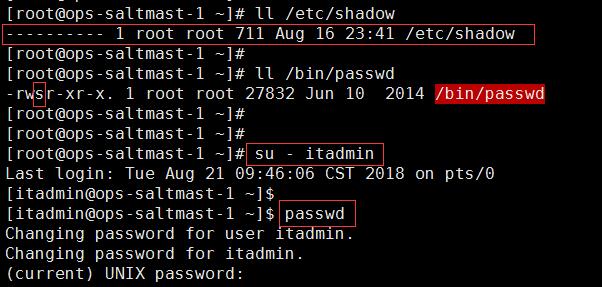 [root@ops-saltmast-1 ~]# ll /etc/shadow
---------- 1 root root 711 Aug 16 23:41 /etc/shadow
[root@ops-saltmast-1 ~]#
[root@ops-saltmast-1 ~]# ll /bin/passwd
-rwsr-xr-x. 1 root root 27832 Jun 10  2014 /bin/passwd
[root@ops-saltmast-1 ~]#
[root@ops-saltmast-1 ~]#
[root@ops-saltmast-1 ~]# su - itadmin
Last login: Tue Aug 21 09:46:06 CST 2018 on pts/0
[itadmin@ops-saltmast-1 ~]$
[itadmin@ops-saltmast-1 ~]$ passwd
Changing password for user itadmin.
Changing password for itadmin.
(current) UNIX password: